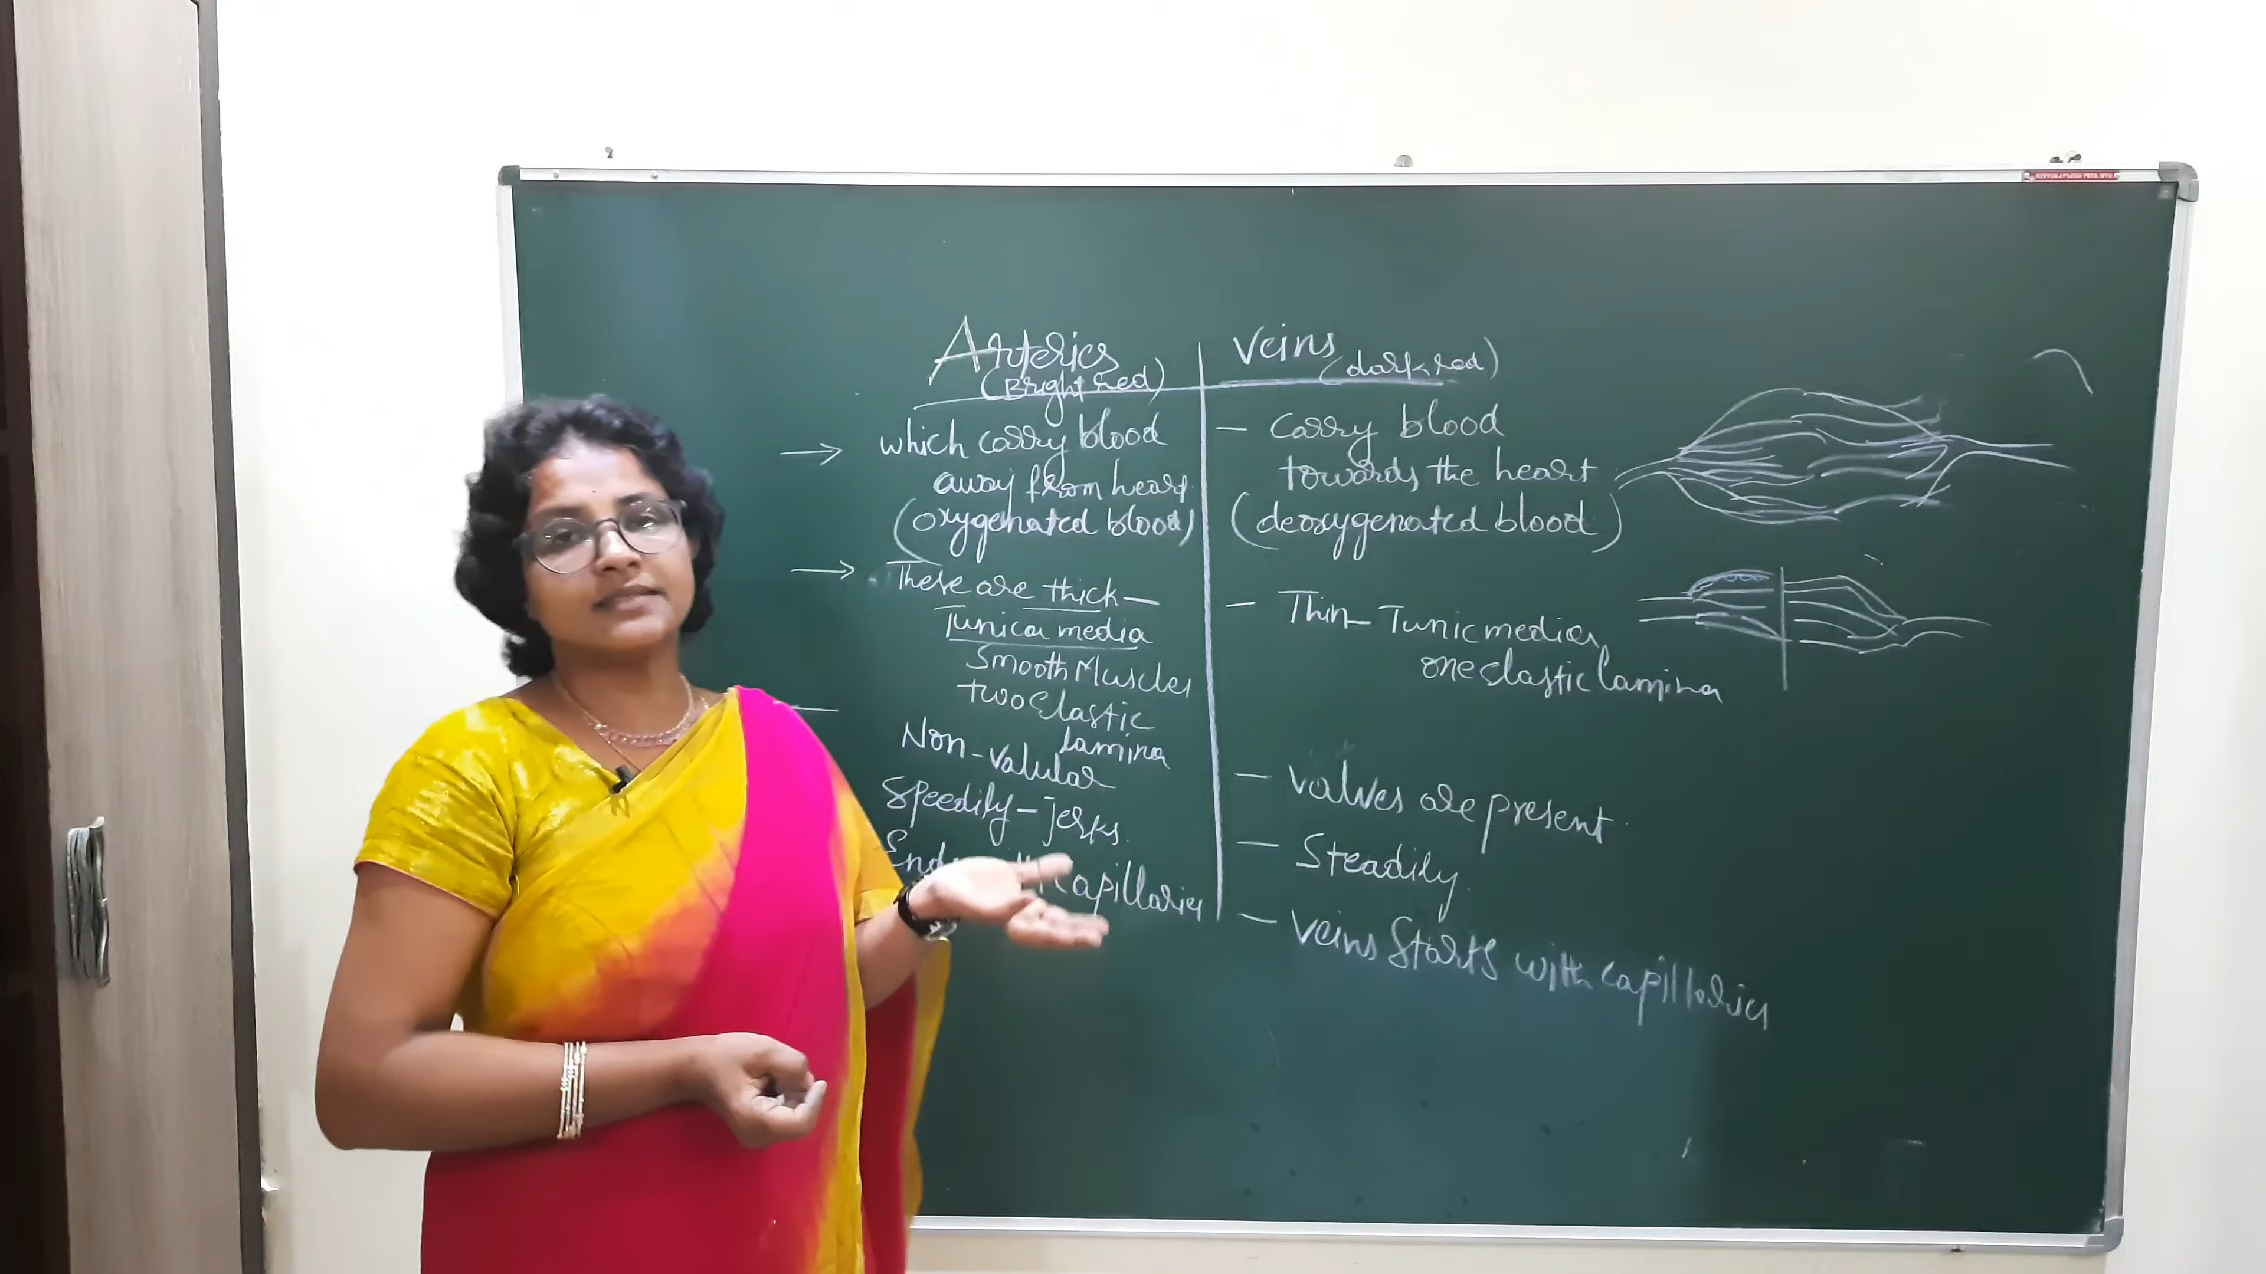 Arteries
(Bright red)
which carry blood
away from heart
(oxygenated blood)
These are thick —
Tunica media
Smooth Muscles
two Elastic
lamina
Non-Valular
Speedily - Jerks.
Capillaries
Veins (dark red)
— Carry blood
towards the heart
(deoxygenated blood)
— Thin - Tunic media,
one elastic lamina
— valves are present
— Steadily
— Veins Starts with capillaries